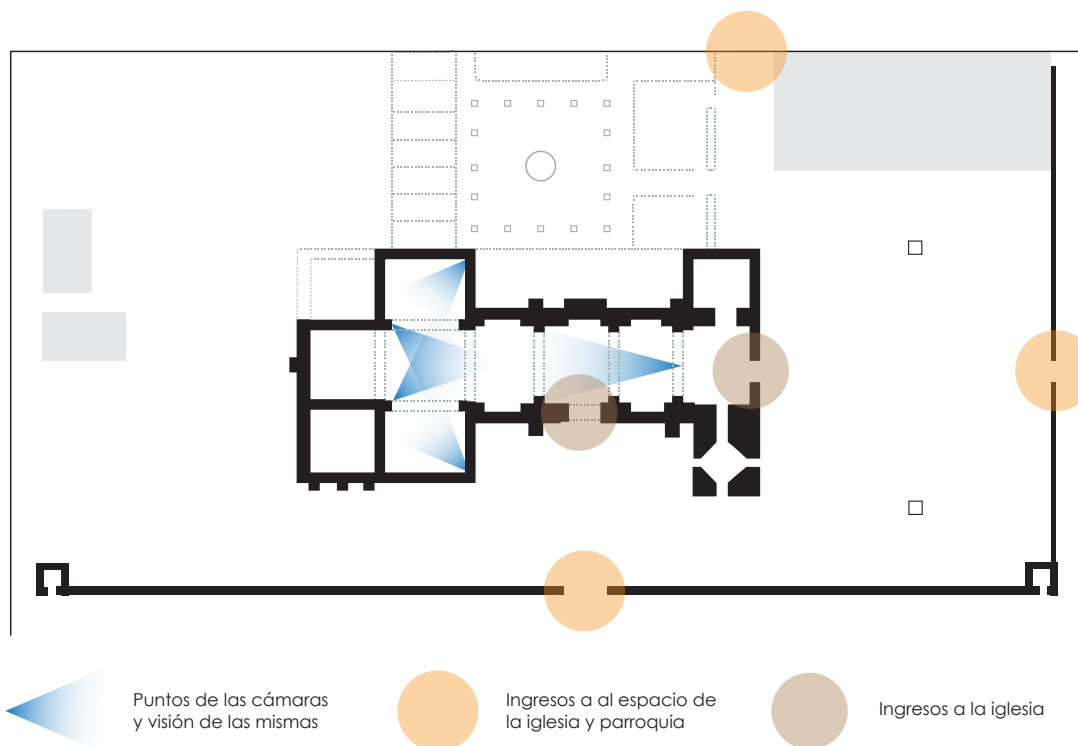 Puntos de las cámaras
y visión de las mismas
Ingresos a al espacio de
la iglesia y parroquia
Ingresos a la iglesia